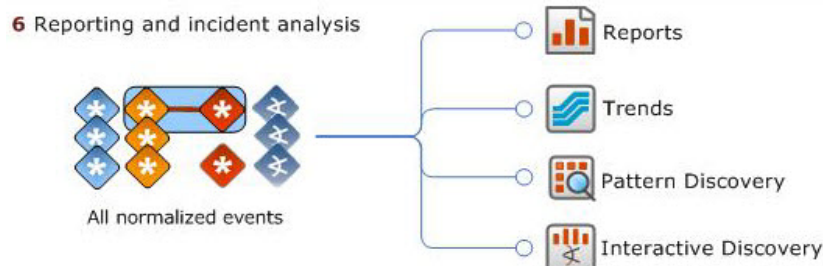 6 Reporting and incident analysis
Reports
Trends
Pattern Discovery
Interactive Discovery
All normalized events